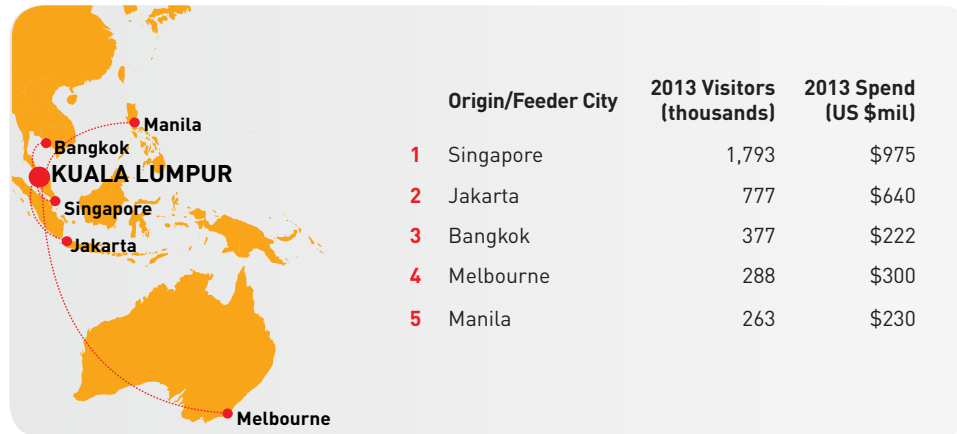 Manila
Bangkok
KUALA LUMPUR
Singapore
Jakarta
Melbourne
Origin/Feeder City 2013 Visitors (thousands) 2013 Spend (US $mil)
1 Singapore 1,793 $975
2 Jakarta 777 $640
3 Bangkok 377 $222
4 Melbourne 288 $300
5 Manila 263 $230